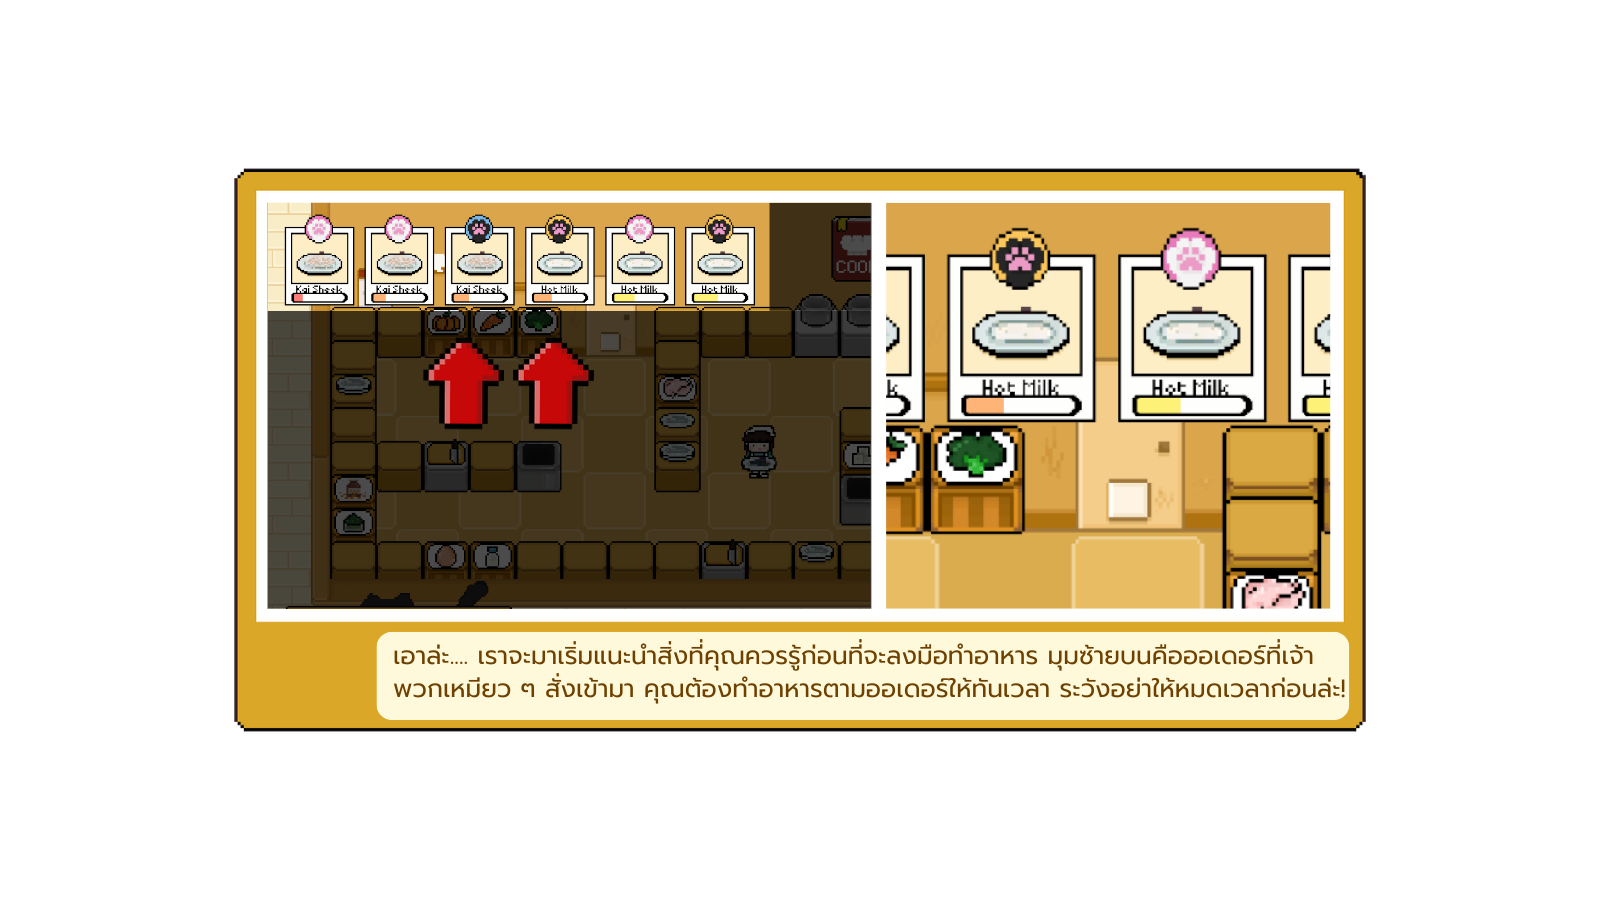 Kai Sheek Kai Sheek Kai Sheek Hot Milk Hot Milk Hot Milk
Hot Milk Hot Milk
เอาล่ะ.... เราจะมาเริ่มแนะนำสิ่งที่คุณควรรู้ก่อนที่จะลงมือทำอาหาร มุมซ้ายบนคือออเดอร์ที่เจ้า
พวกเหมียว ๆ สั่งเข้ามา คุณต้องทำอาหารตามออเดอร์ให้ทันเวลา ระวังอย่าให้หมดเวลาก่อนล่ะ!